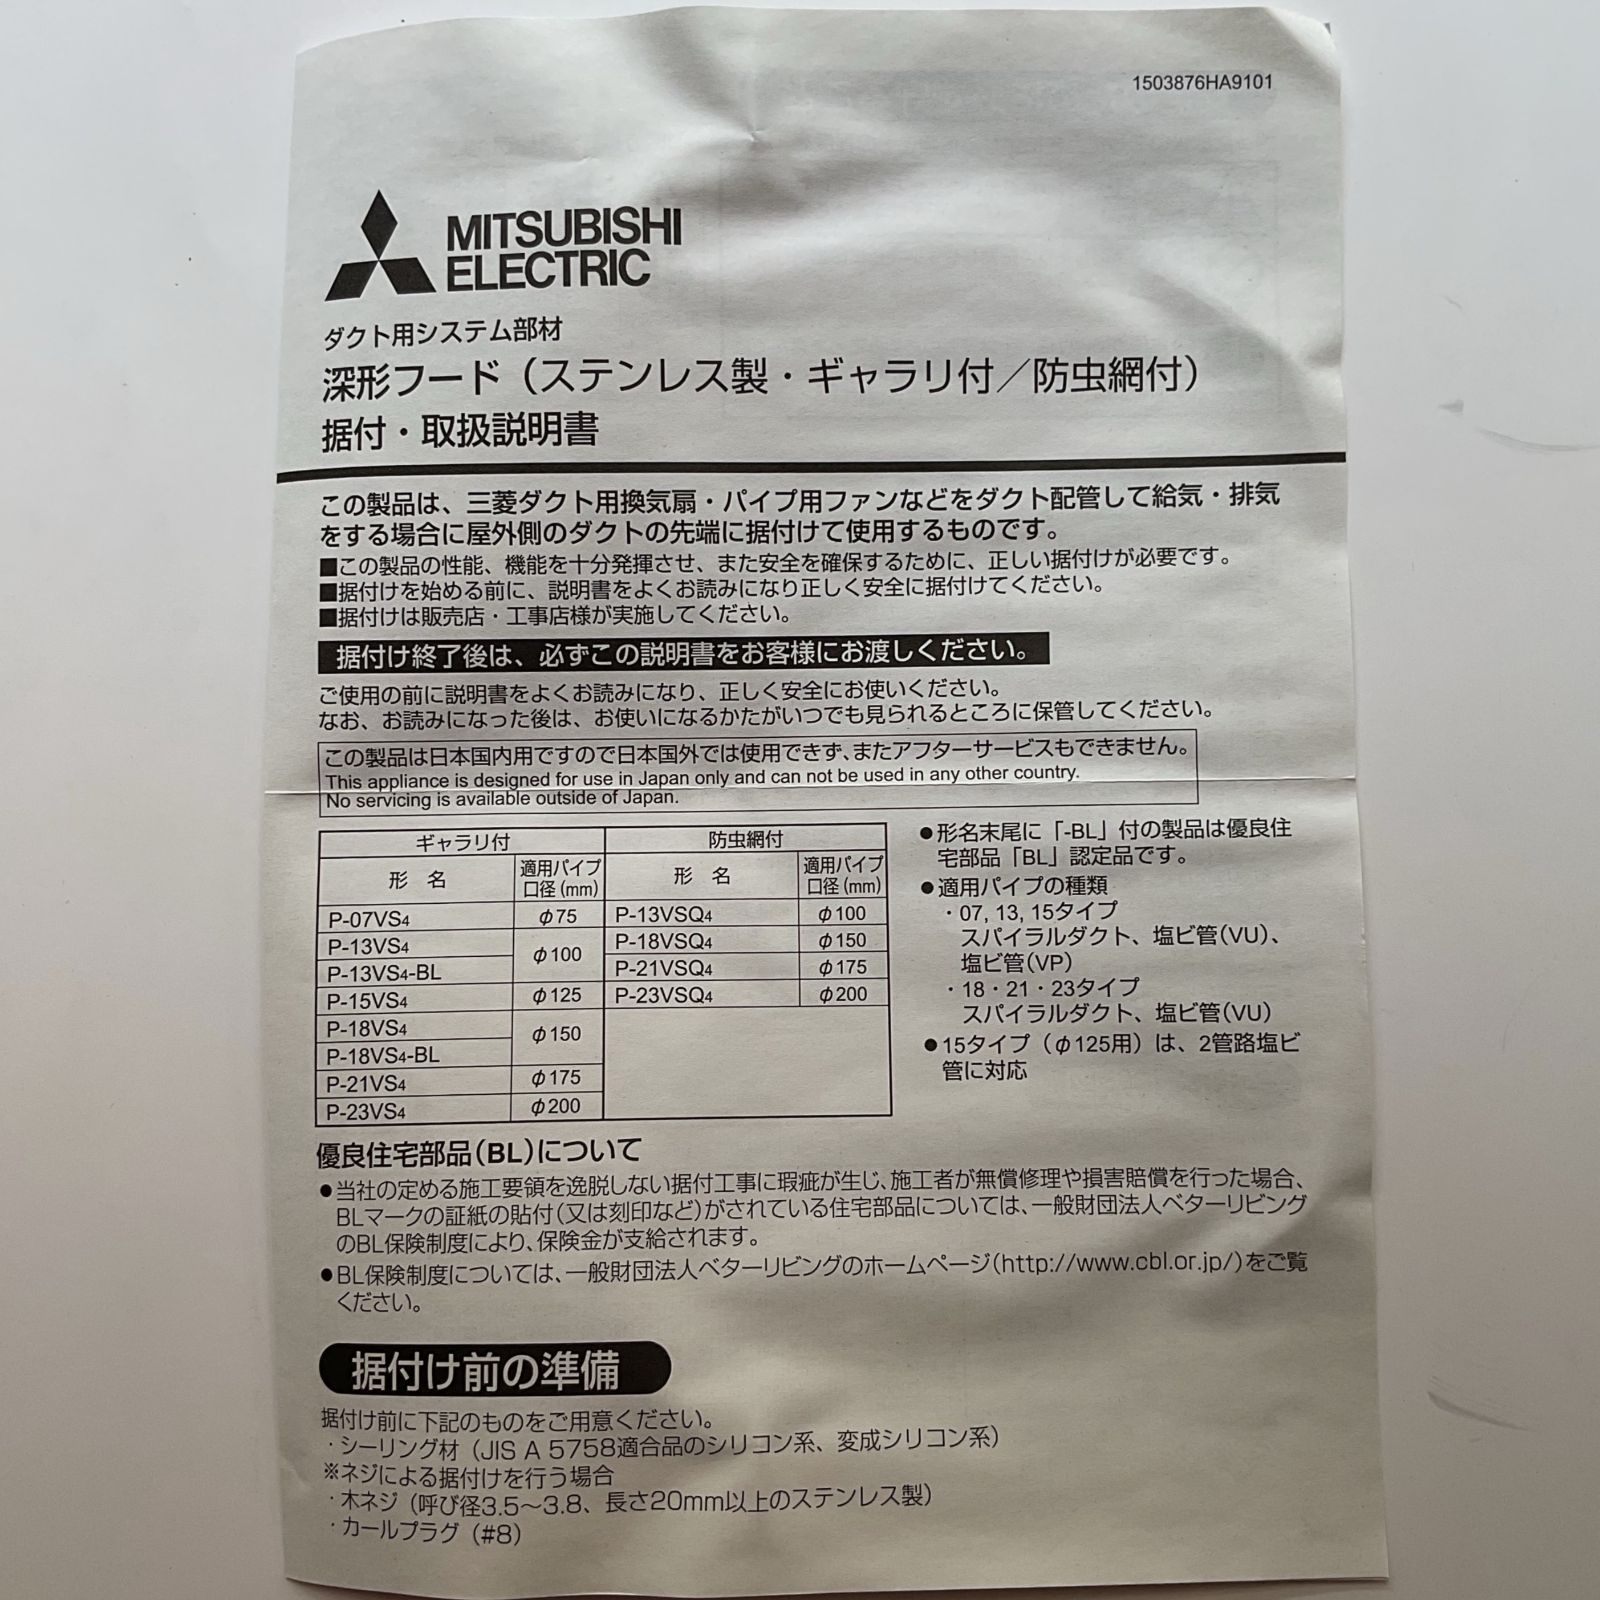 1503876HA9101
MITSUBISHI
ELECTRIC
ダクト用システム部材
深形フード（ステンレス製・ギャラリ付／防虫網付）
据付・取扱説明書
この製品は、三菱ダクト用換気扇・パイプ用ファンなどをダクト配管して給気・排気
をする場合に屋外側のダクトの先端に据付けて使用するものです。
■この製品の性能、機能を十分発揮させ、また安全を確保するために、正しい据付けが必要です。
■据付けを始める前に、説明書をよくお読みになり正しく安全に据付けてください。
■据付けは販売店・工事店様が実施してください。
据付け終了後は、必ずこの説明書をお客様にお渡しください。
ご使用の前に説明書をよくお読みになり、正しく安全にお使いください。
なお、お読みになった後は、お使いになるかたがいつでも見られるところに保管してください。
この製品は日本国内用ですので日本国外では使用できず、またアフターサービスもできません。
This appliance is designed for use in Japan only and can not be used in any other country.
No servicing is available outside of Japan.
ギャラリ付 防虫網付
形 名 適用パイプ口径(mm) 形 名 適用パイプ口径(mm)
P-07VS4 φ75 P-13VSQ4 φ100
P-13VS4 φ100 P-18VSQ4 φ150
P-13VS4-BL P-21VSQ4 φ175
P-15VS4 φ125 P-23VSQ4 φ200
P-18VS4 φ150
P-18VS4-BL
P-21VS4 φ175
P-23VS4 φ200
●形名末尾に「-BL」付の製品は優良住
宅部品「BL」認定品です。
●適用パイプの種類
・07, 13, 15タイプ
スパイラルダクト、塩ビ管(VU)、
塩ビ管(VP)
・18・21・23タイプ
スパイラルダクト、塩ビ管(VU)
●15タイプ（φ125用）は、2管路塩ビ
管に対応
優良住宅部品(BL)について
●当社の定める施工要領を逸脱しない据付工事に瑕疵が生じ、施工者が無償修理や損害賠償を行った場合、
BLマークの証紙の貼付(又は刻印など)がされている住宅部品については、一般財団法人ベターリビング
のBL保険制度により、保険金が支給されます。
●BL保険制度については、一般財団法人ベターリビングのホームページ(http://www.cbl.or.jp/)をご覧
ください。
据付け前の準備
据付け前に下記のものをご用意ください。
・シーリング材（JIS A 5758適合品のシリコン系、変成シリコン系）
※ネジによる据付けを行う場合
・木ネジ（呼び径3.5～3.8、長さ20mm以上のステンレス製）
・カールプラグ（#8）